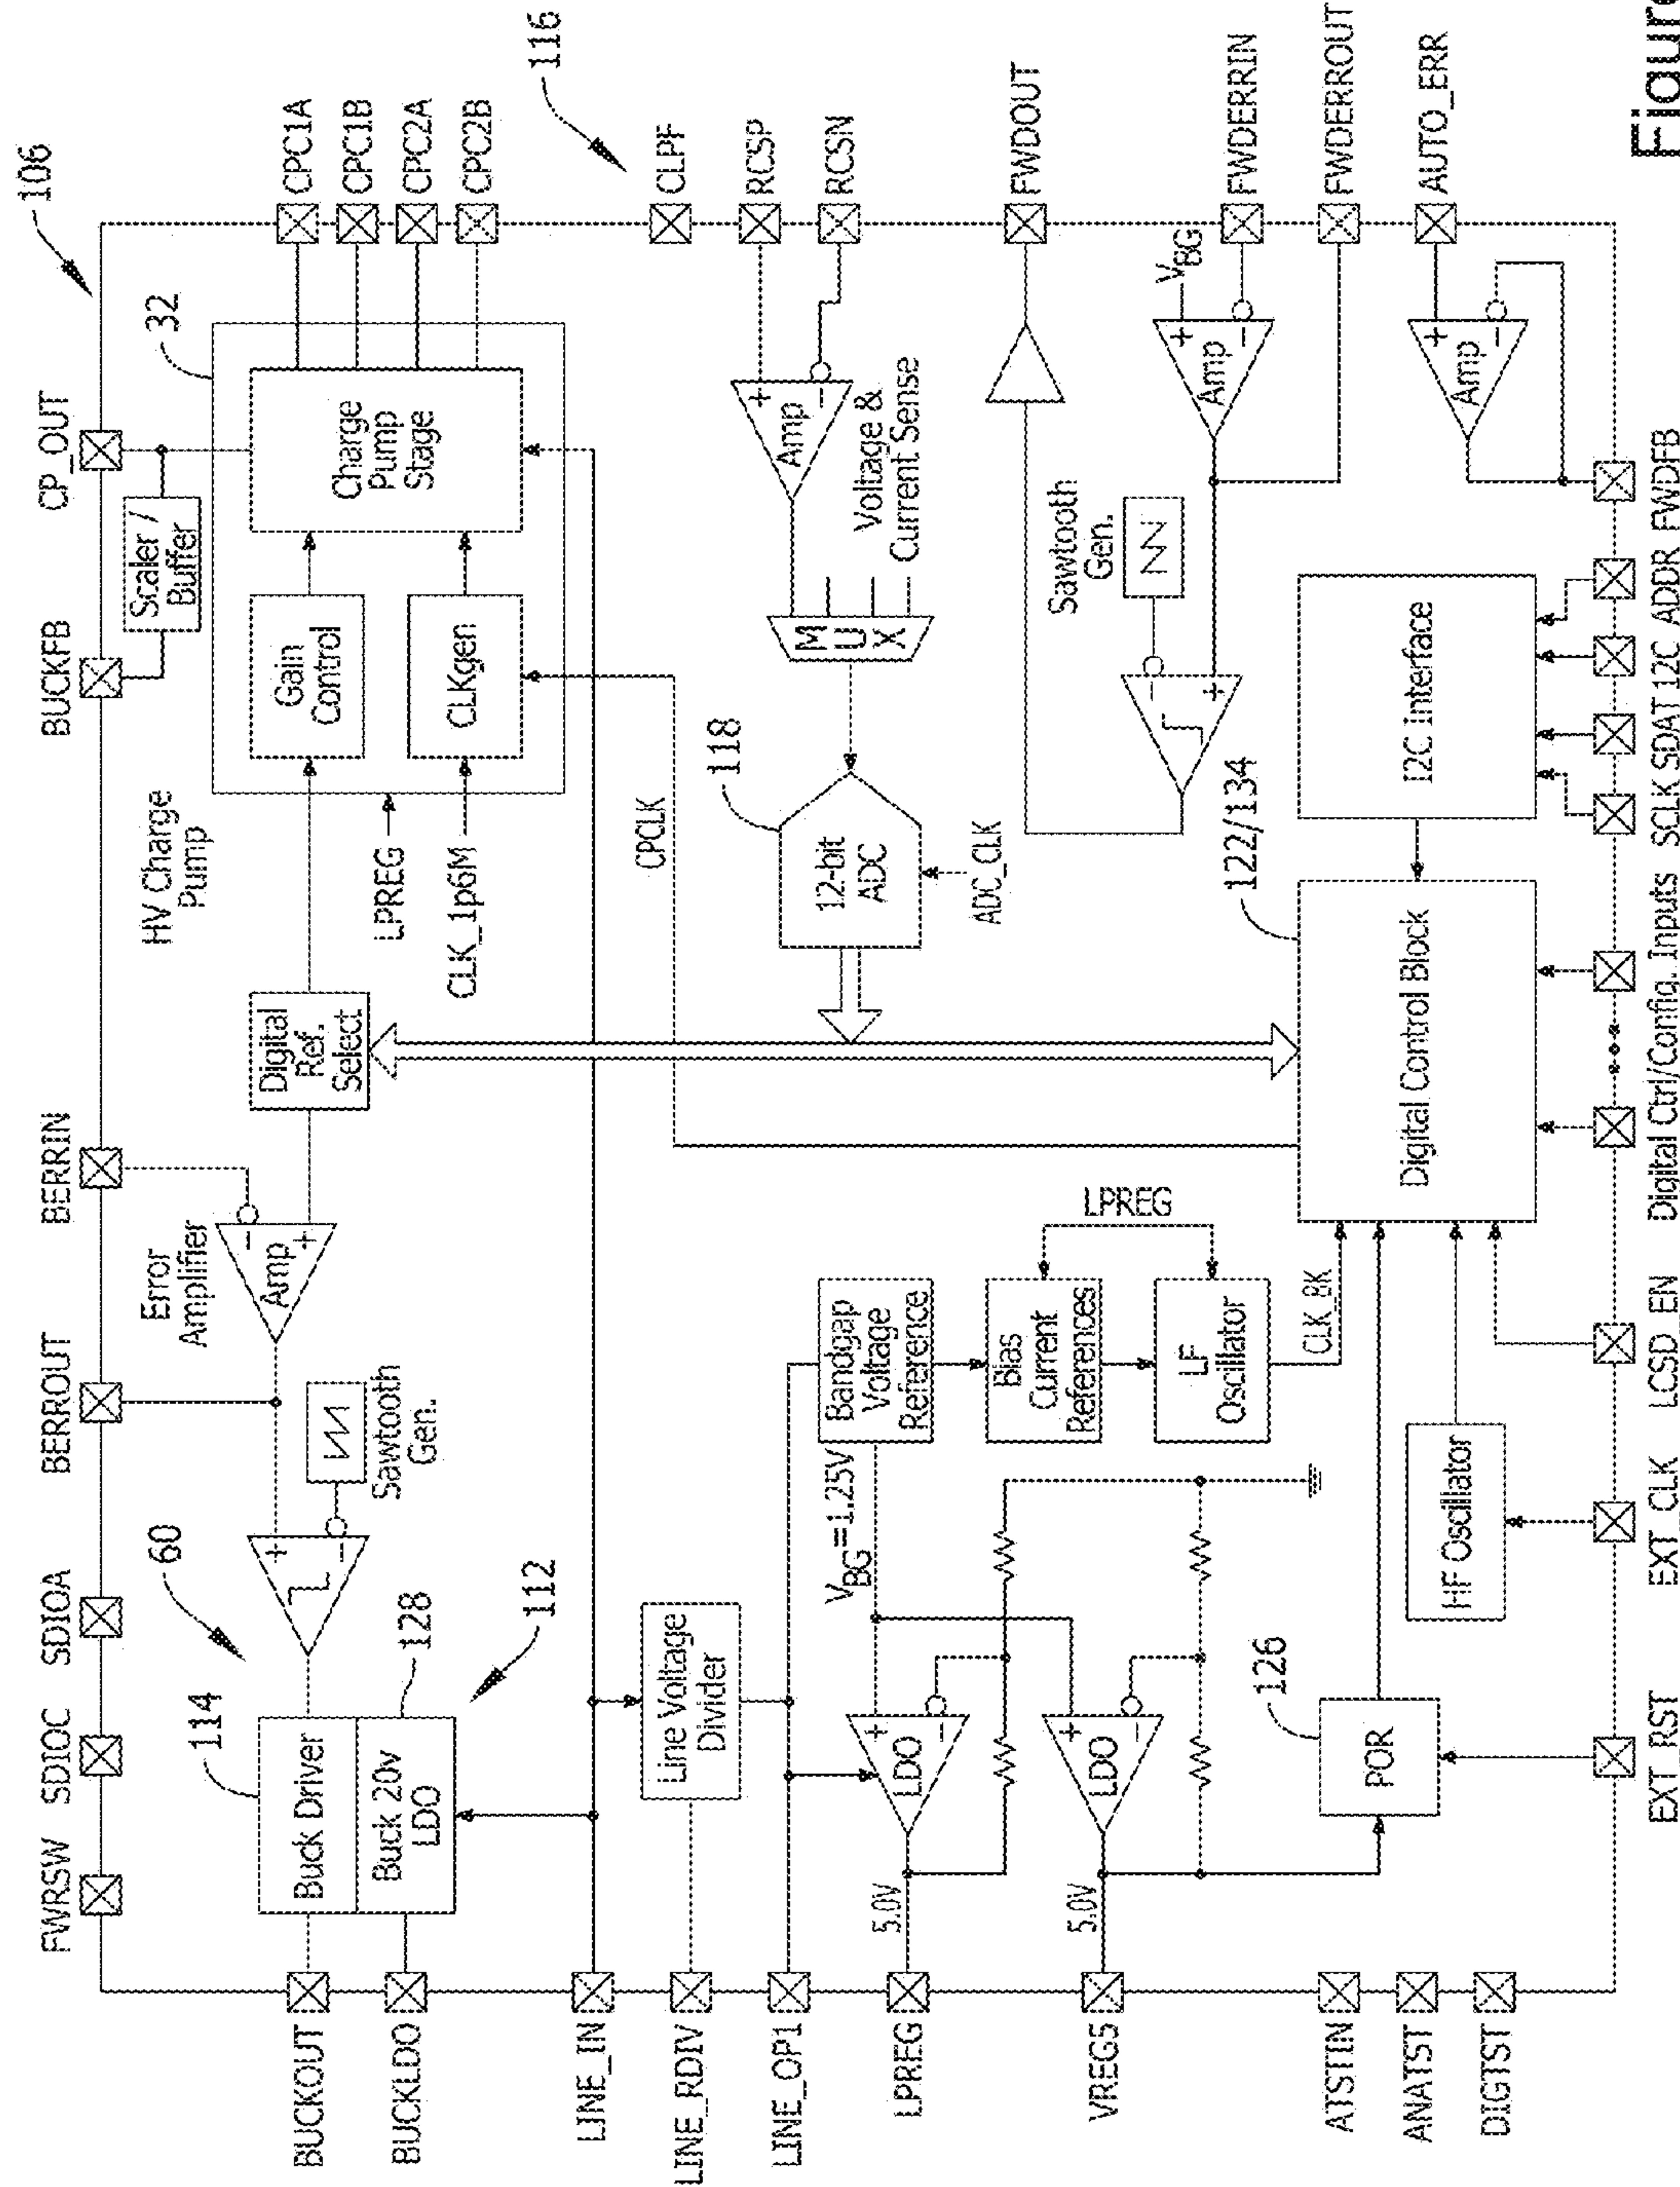 106
116
32
FWRSW
SDIOC
SDIOA
BERROUT
BERRIN
BUCKFB
CP_OUT
BUCKOUT
BUCKLDO
LINE_IN
LINE_RDIV
LINE_OP1
LPREG
VREG5
ATSTIN
ANATST
DIGTST
CPC1A
CPC1B
CPC2A
CPC2B
CLPF
RCSP
RCSN
FWDOUT
FWDERRIN
FWDERROUT
AUTO_ERR
114
60
128
112
Buck Driver
Buck 20v
LDO
Sawtooth
Gen.
Error
Amplifier
Amp
+
−
Digital
Ref.
Select
HV Charge
Pump
Scaler /
Buffer
Gain
Control
CLKgen
Charge
Pump
Stage
LPREG
CLK_1p6M
CPCLK
Line Voltage
Divider
VBG=1.25V
Bandgap
Voltage
Reference
Bias
Current
References
LF
Oscillator
LPREG
CLK_8K
LDO
+
−
5.0V
LDO
+
−
5.0V
126
POR
HF Oscillator
118
12-bit
ADC
ADC_CLK
M
U
X
Amp
+
−
Voltage &
Current Sense
Sawtooth
Gen.
+
−
Amp
+
−
VBG
Amp
+
−
122/134
Digital Control Block
I2C Interface
EXT_RST
EXT_CLK
LCSD_EN
Digital Ctrl/Config. Inputs
SCLK
SDAT
12C ADDR
FWDFB
Figure